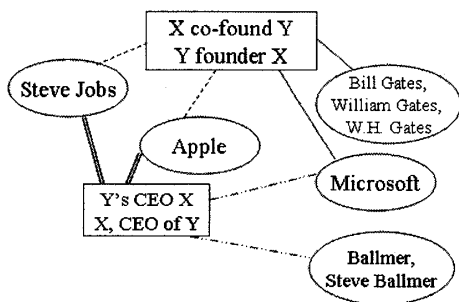 X co-found Y
Y founder X
Steve Jobs
Bill Gates,
William Gates,
W.H. Gates
Apple
Microsoft
Y's CEO X
X, CEO of Y
Ballmer,
Steve Ballmer